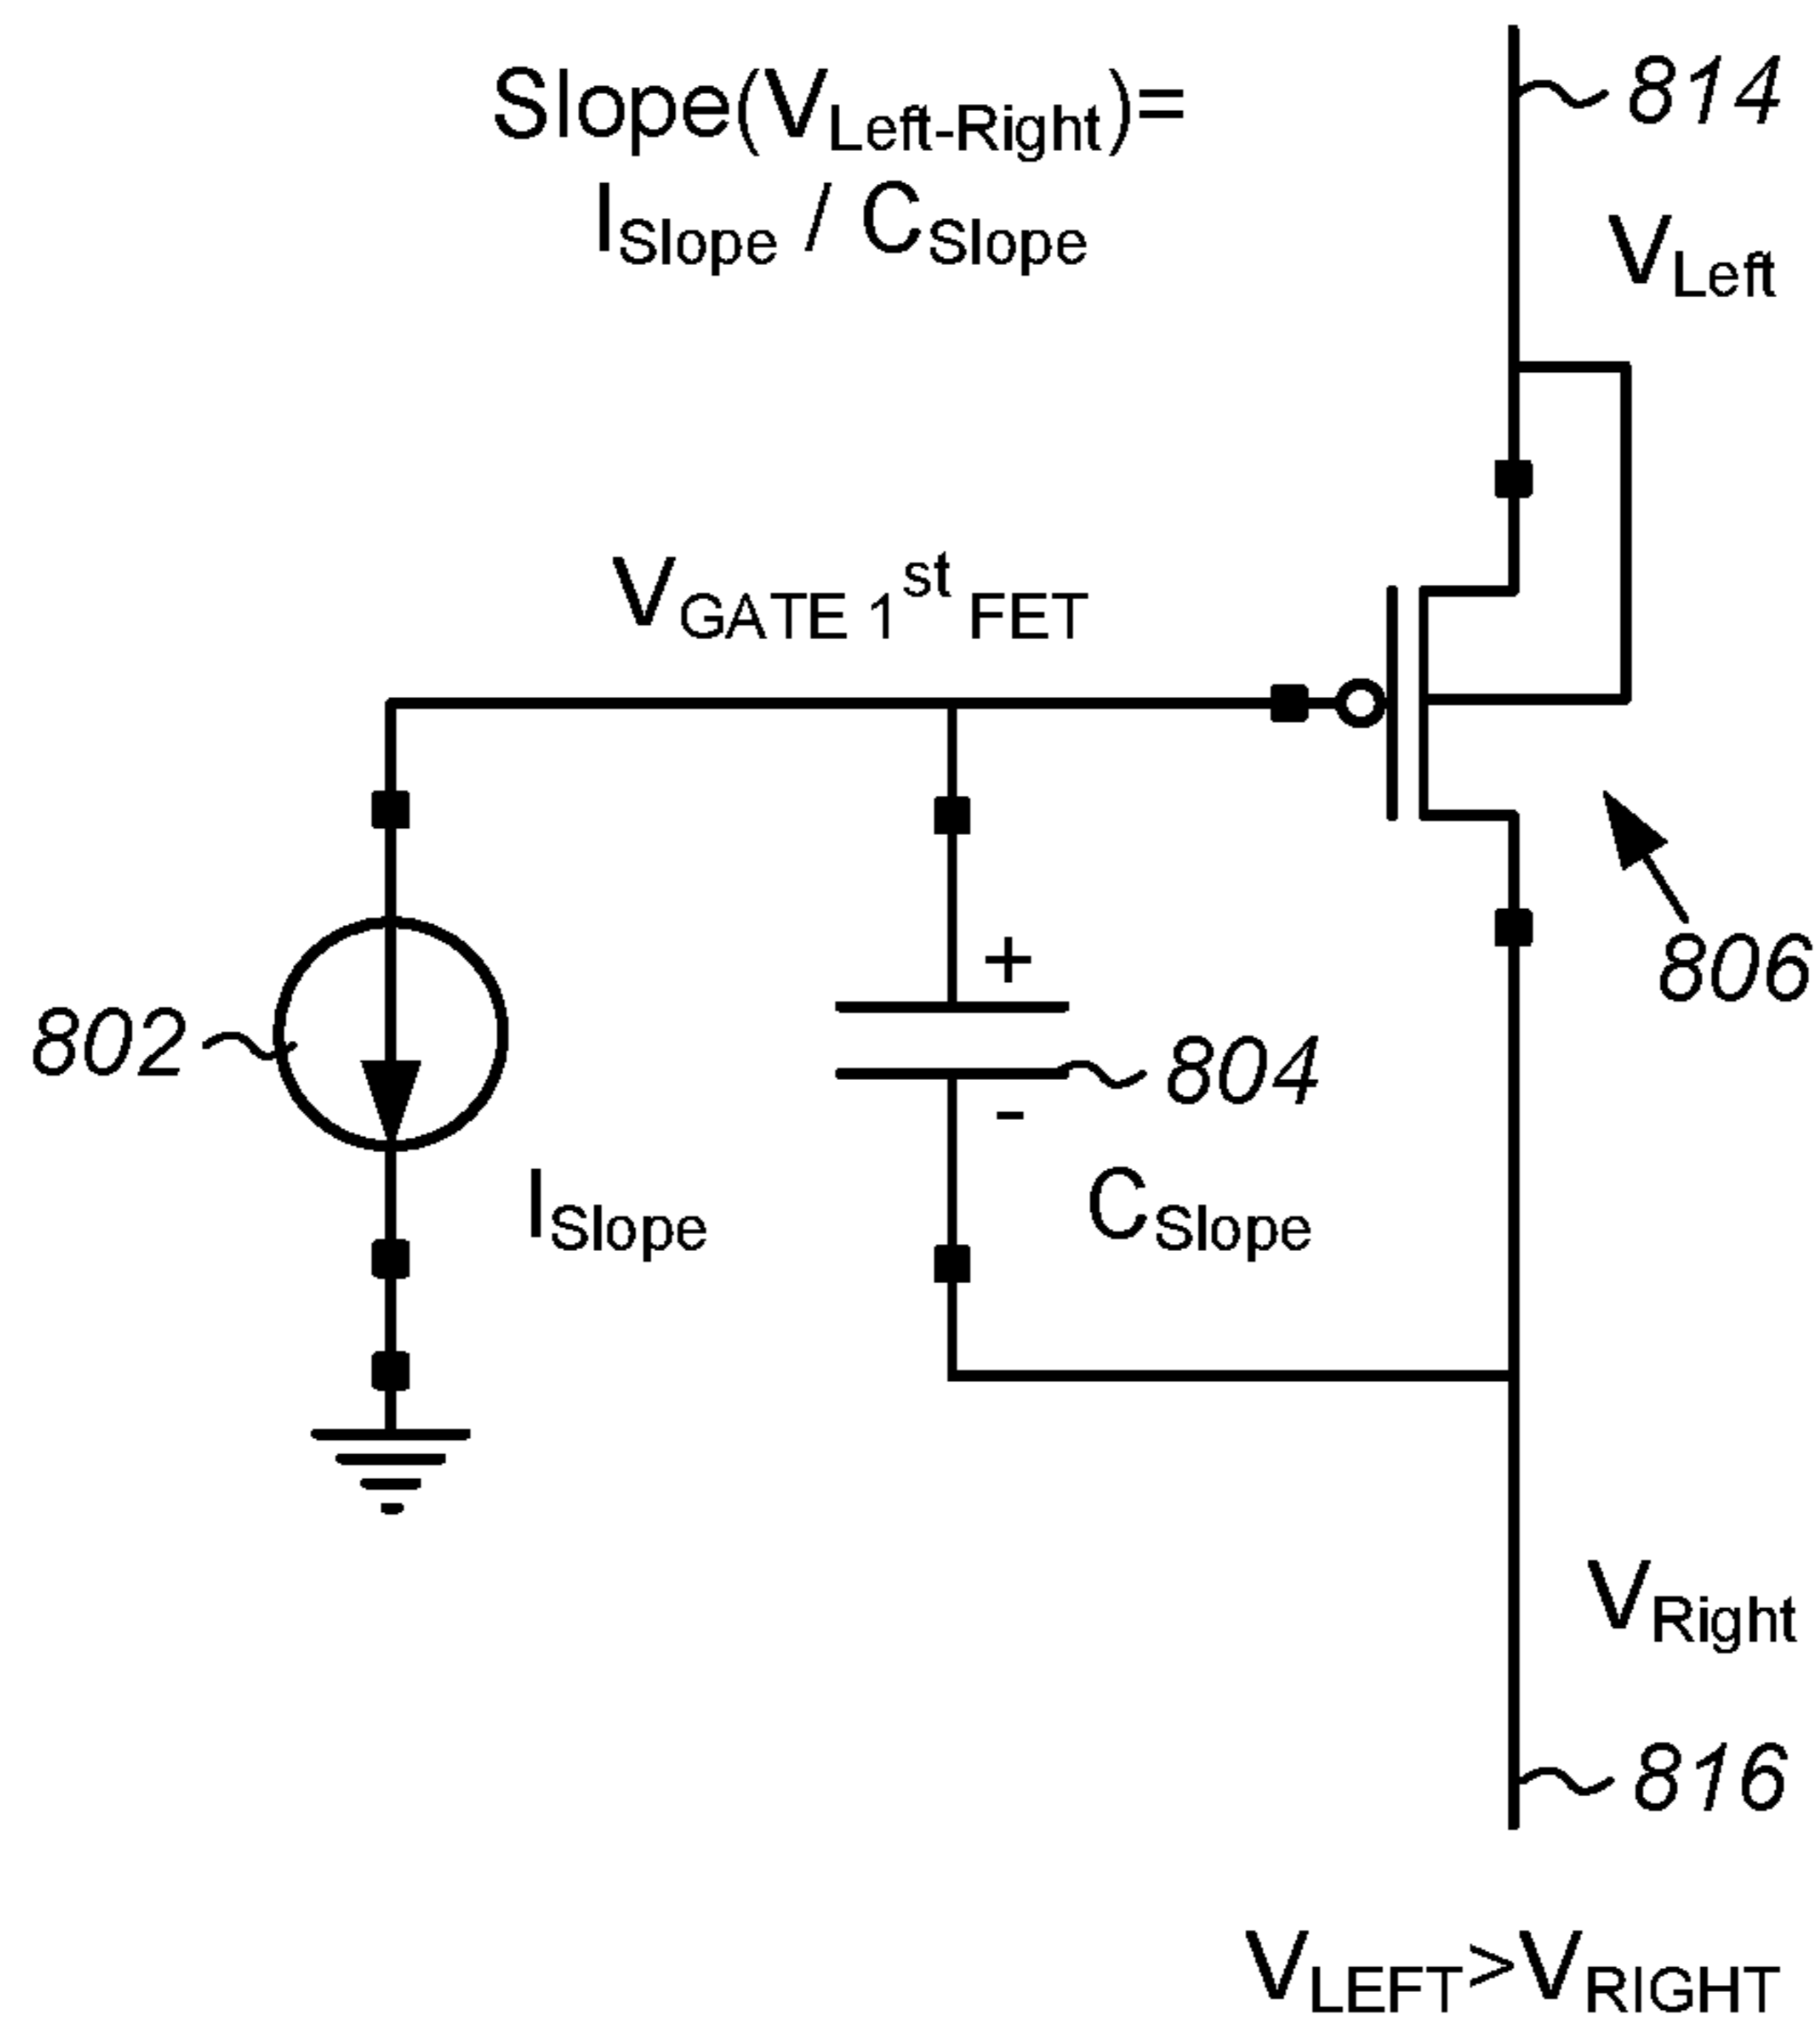 Slope(VLeft-Right)=
ISlope / CSlope
814
VLeft
VGATE 1st FET
806
802
+
804
-
ISlope
CSlope
VRight
816
VLEFT>VRIGHT